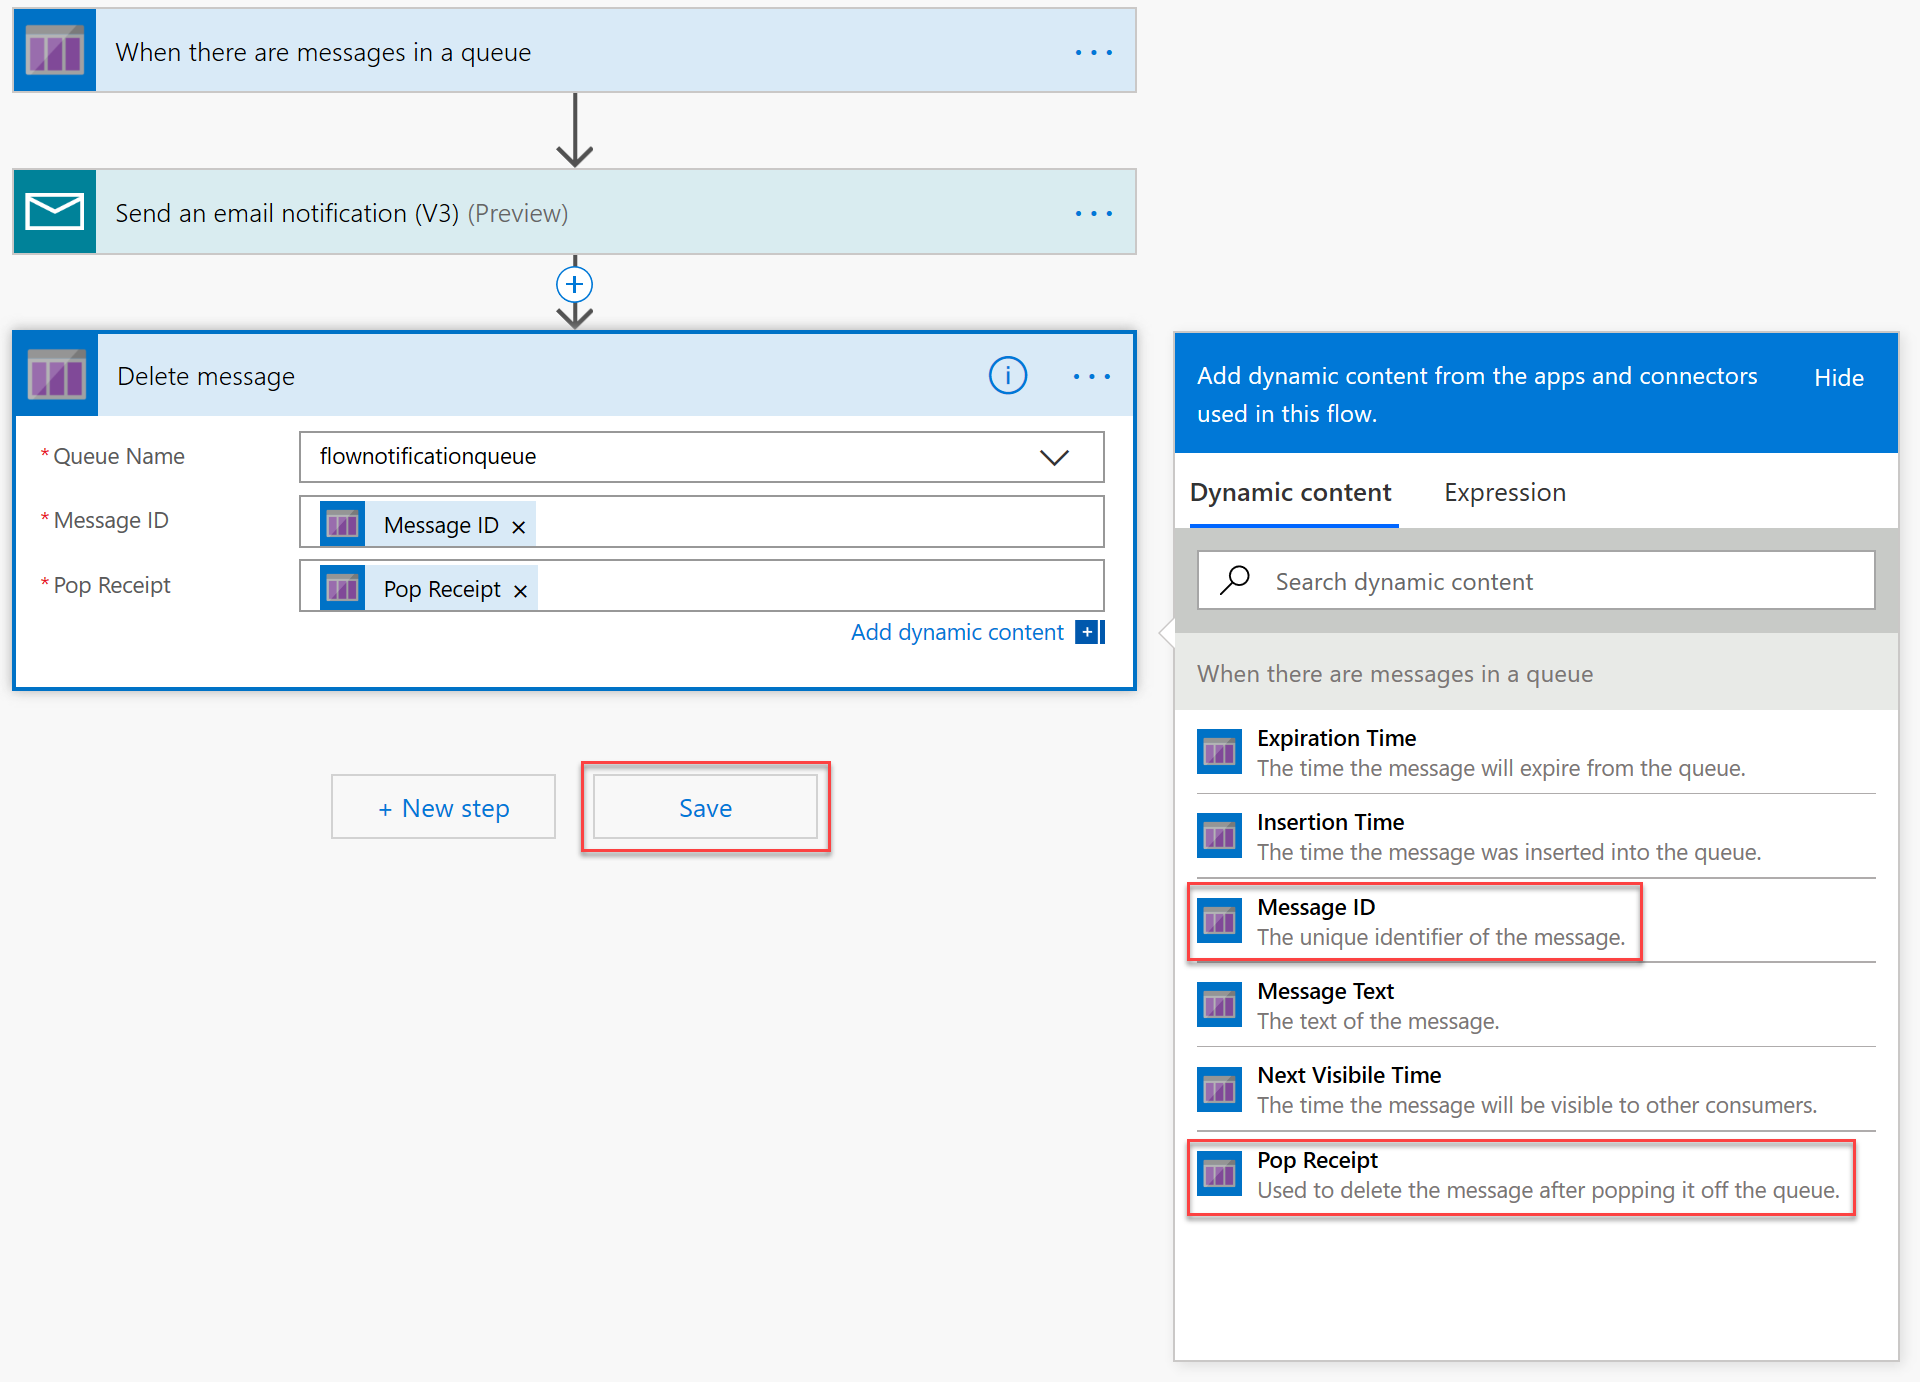 When there are messages in a queue
Send an email notification (V3) (Preview)
Delete message
* Queue Name
flownotificationqueue
* Message ID
Message ID ×
* Pop Receipt
Pop Receipt ×
Add dynamic content
+ New step
Save
Add dynamic content from the apps and connectors
used in this flow.
Hide
Dynamic content
Expression
Search dynamic content
When there are messages in a queue
Expiration Time
The time the message will expire from the queue.
Insertion Time
The time the message was inserted into the queue.
Message ID
The unique identifier of the message.
Message Text
The text of the message.
Next Visibile Time
The time the message will be visible to other consumers.
Pop Receipt
Used to delete the message after popping it off the queue.